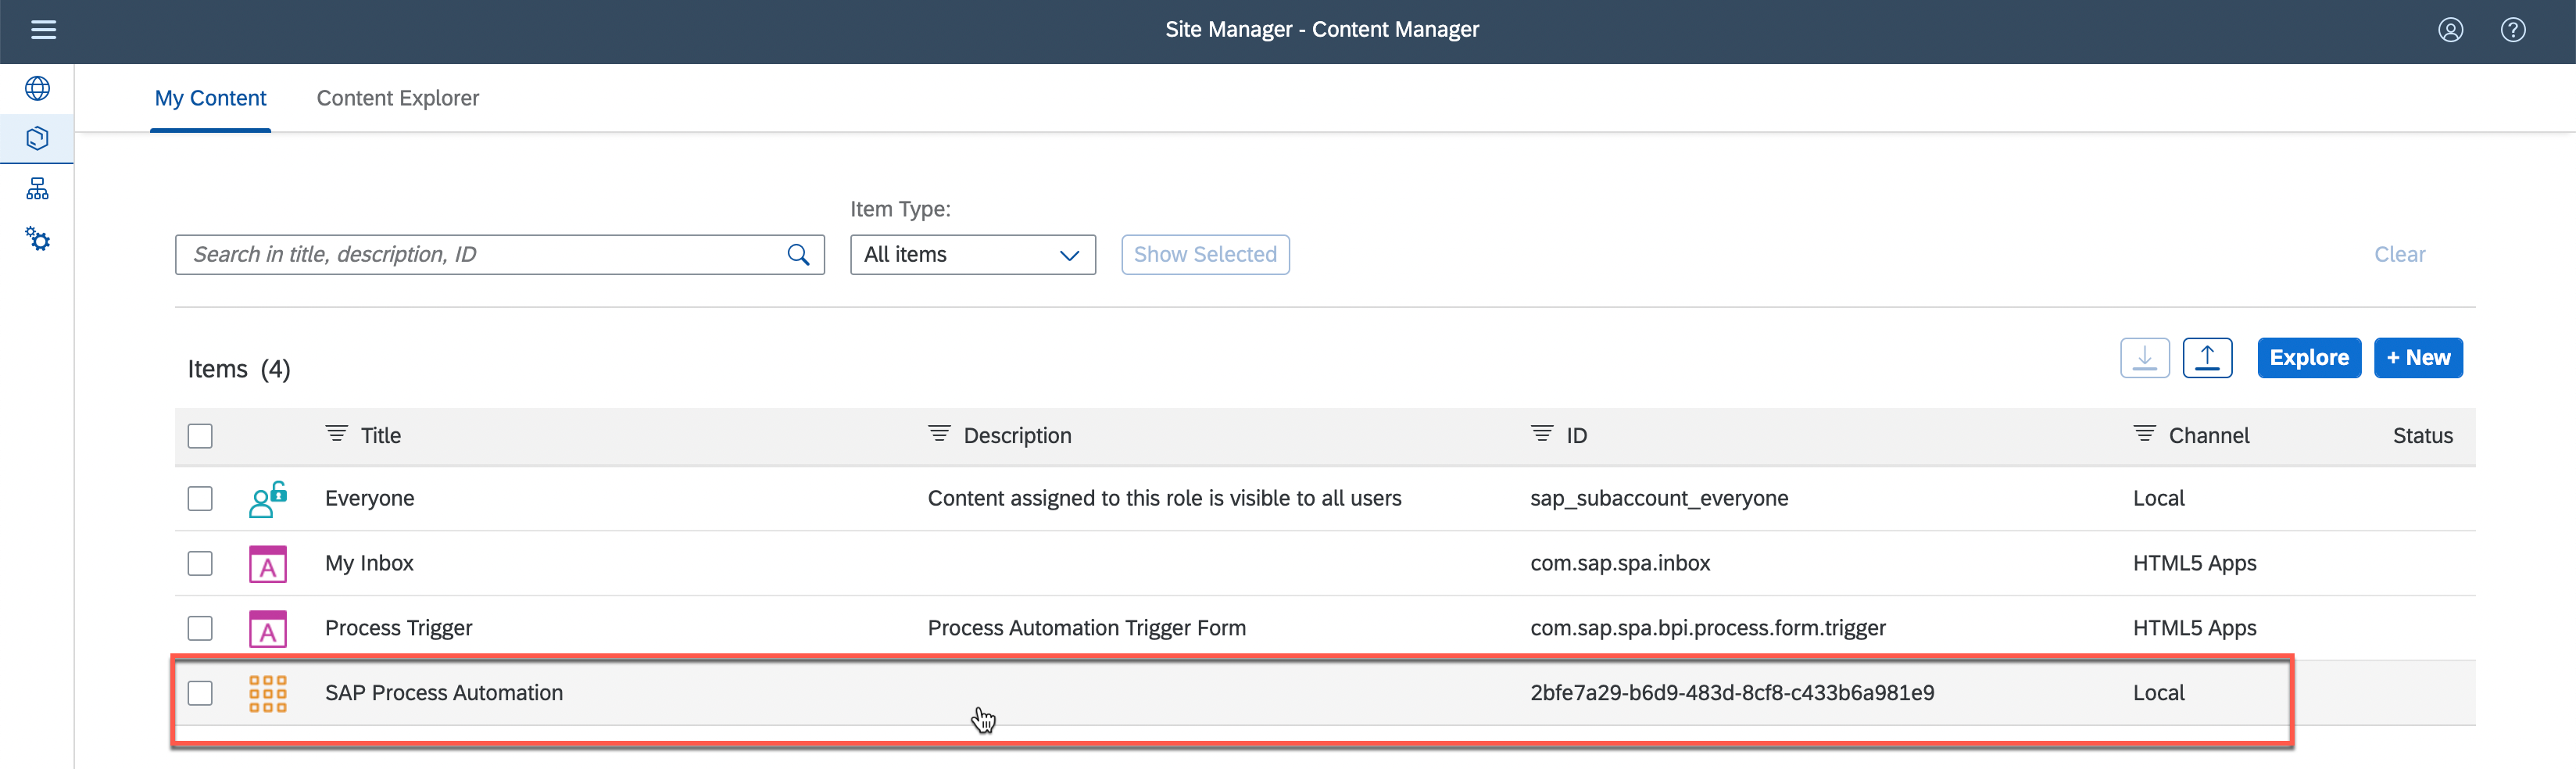 Site Manager - Content Manager
My Content Content Explorer
Item Type:
Search in title, description, ID All items Show Selected Clear
Items (4) Explore + New
Title Description ID Channel Status
Everyone Content assigned to this role is visible to all users sap_subaccount_everyone Local
A My Inbox com.sap.spa.inbox HTML5 Apps
A Process Trigger Process Automation Trigger Form com.sap.spa.bpi.process.form.trigger HTML5 Apps
SAP Process Automation 2bfe7a29-b6d9-483d-8cf8-c433b6a981e9 Local